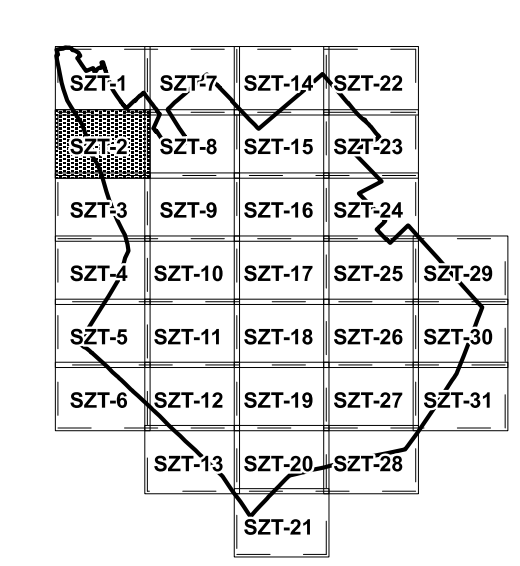 SZT-1 SZT-7 SZT-14 SZT-22
SZT-2 SZT-8 SZT-15 SZT-23
SZT-3 SZT-9 SZT-16 SZT-24
SZT-4 SZT-10 SZT-17 SZT-25 SZT-29
SZT-5 SZT-11 SZT-18 SZT-26 SZT-30
SZT-6 SZT-12 SZT-19 SZT-27 SZT-31
SZT-13 SZT-20 SZT-28
SZT-21